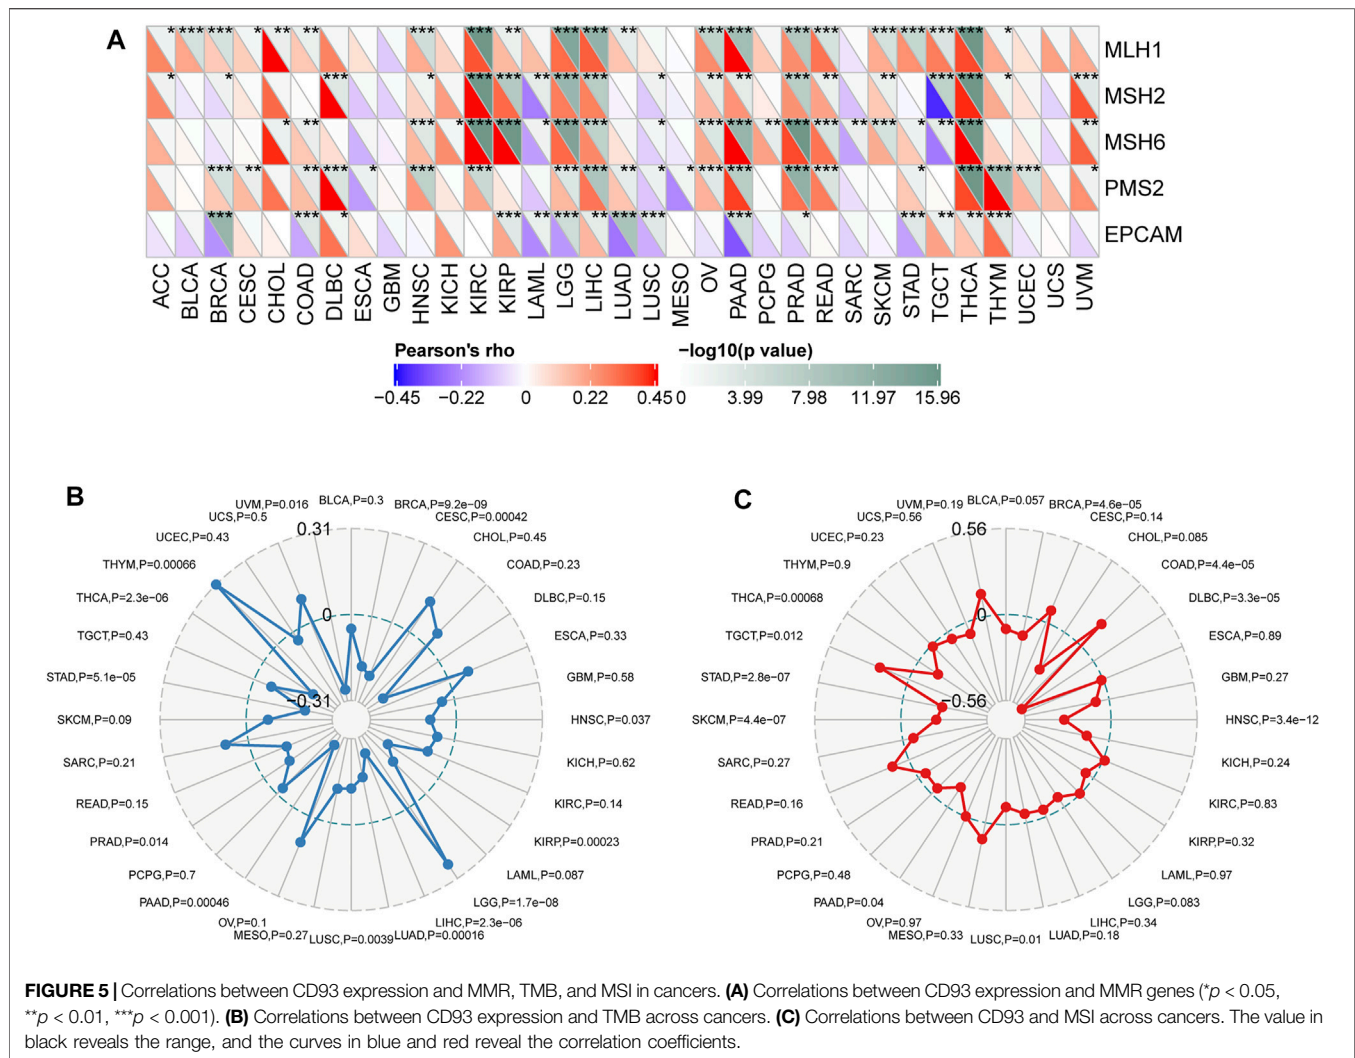 A
MLH1
MSH2
MSH6
PMS2
EPCAM
ACC BLCA BRCA CESC CHOL COAD DLBC ESCA GBM HNSC KICH KIRC KIRP LAML LGG LIHC LUAD LUSC MESO OV PAAD PCPG PRAD READ SARC SKCM STAD TGCT THCA THYM UCEC UCS UVM
Pearson's rho
−0.45 −0.22 0 0.22 0.45
−log10(p value)
0 3.99 7.98 11.97 15.96
B
BLCA,P=0.3
BRCA,P=9.2e−09
CESC,P=0.00042
CHOL,P=0.45
COAD,P=0.23
DLBC,P=0.15
ESCA,P=0.33
GBM,P=0.58
HNSC,P=0.037
KICH,P=0.62
KIRC,P=0.14
KIRP,P=0.00023
LAML,P=0.087
LGG,P=1.7e−08
LIHC,P=2.3e−06
LUAD,P=0.00016
LUSC,P=0.0039
MESO,P=0.27
OV,P=0.1
PAAD,P=0.00046
PCPG,P=0.7
PRAD,P=0.014
READ,P=0.15
SARC,P=0.21
SKCM,P=0.09
STAD,P=5.1e−05
TGCT,P=0.43
THCA,P=2.3e−06
THYM,P=0.00066
UCEC,P=0.43
UCS,P=0.5
UVM,P=0.016
0.31
0
−0.31
C
BLCA,P=0.057
BRCA,P=4.6e−05
CESC,P=0.14
CHOL,P=0.085
COAD,P=4.4e−05
DLBC,P=3.3e−05
ESCA,P=0.89
GBM,P=0.27
HNSC,P=3.4e−12
KICH,P=0.24
KIRC,P=0.83
KIRP,P=0.32
LAML,P=0.97
LGG,P=0.083
LIHC,P=0.34
LUAD,P=0.18
LUSC,P=0.01
MESO,P=0.33
OV,P=0.97
PAAD,P=0.04
PCPG,P=0.48
PRAD,P=0.21
READ,P=0.16
SARC,P=0.27
SKCM,P=4.4e−07
STAD,P=2.8e−07
TGCT,P=0.012
THCA,P=0.00068
THYM,P=0.9
UCEC,P=0.23
UCS,P=0.56
UVM,P=0.19
0.56
0
−0.56
FIGURE 5 | Correlations between CD93 expression and MMR, TMB, and MSI in cancers. (A) Correlations between CD93 expression and MMR genes (*p < 0.05,
**p < 0.01, ***p < 0.001). (B) Correlations between CD93 expression and TMB across cancers. (C) Correlations between CD93 and MSI across cancers. The value in
black reveals the range, and the curves in blue and red reveal the correlation coefficients.